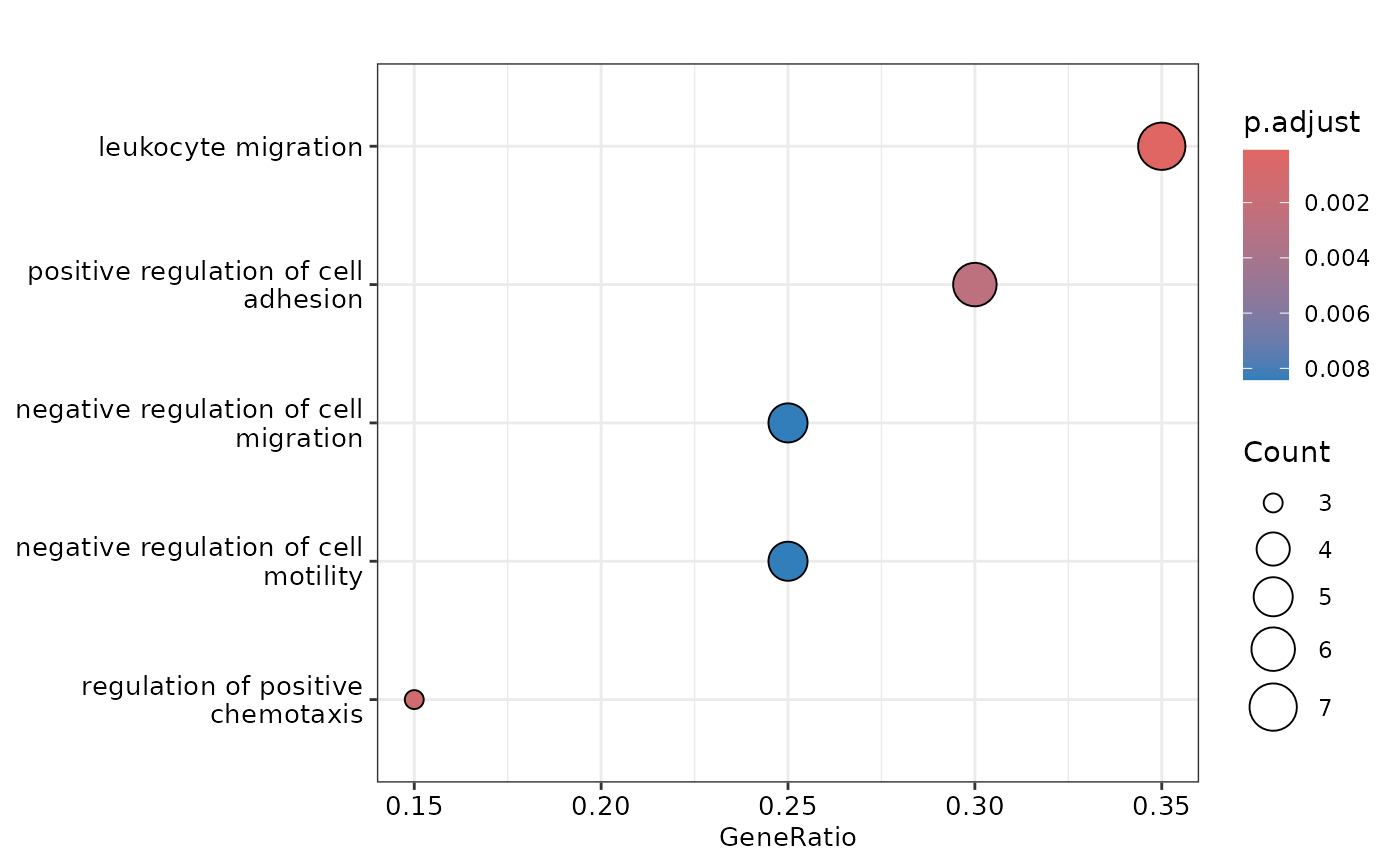 leukocyte migration
positive regulation of cell
adhesion
negative regulation of cell
migration
negative regulation of cell
motility
regulation of positive
chemotaxis
0.15 0.20 0.25 0.30 0.35
GeneRatio
p.adjust
0.002
0.004
0.006
0.008
Count
3
4
5
6
7